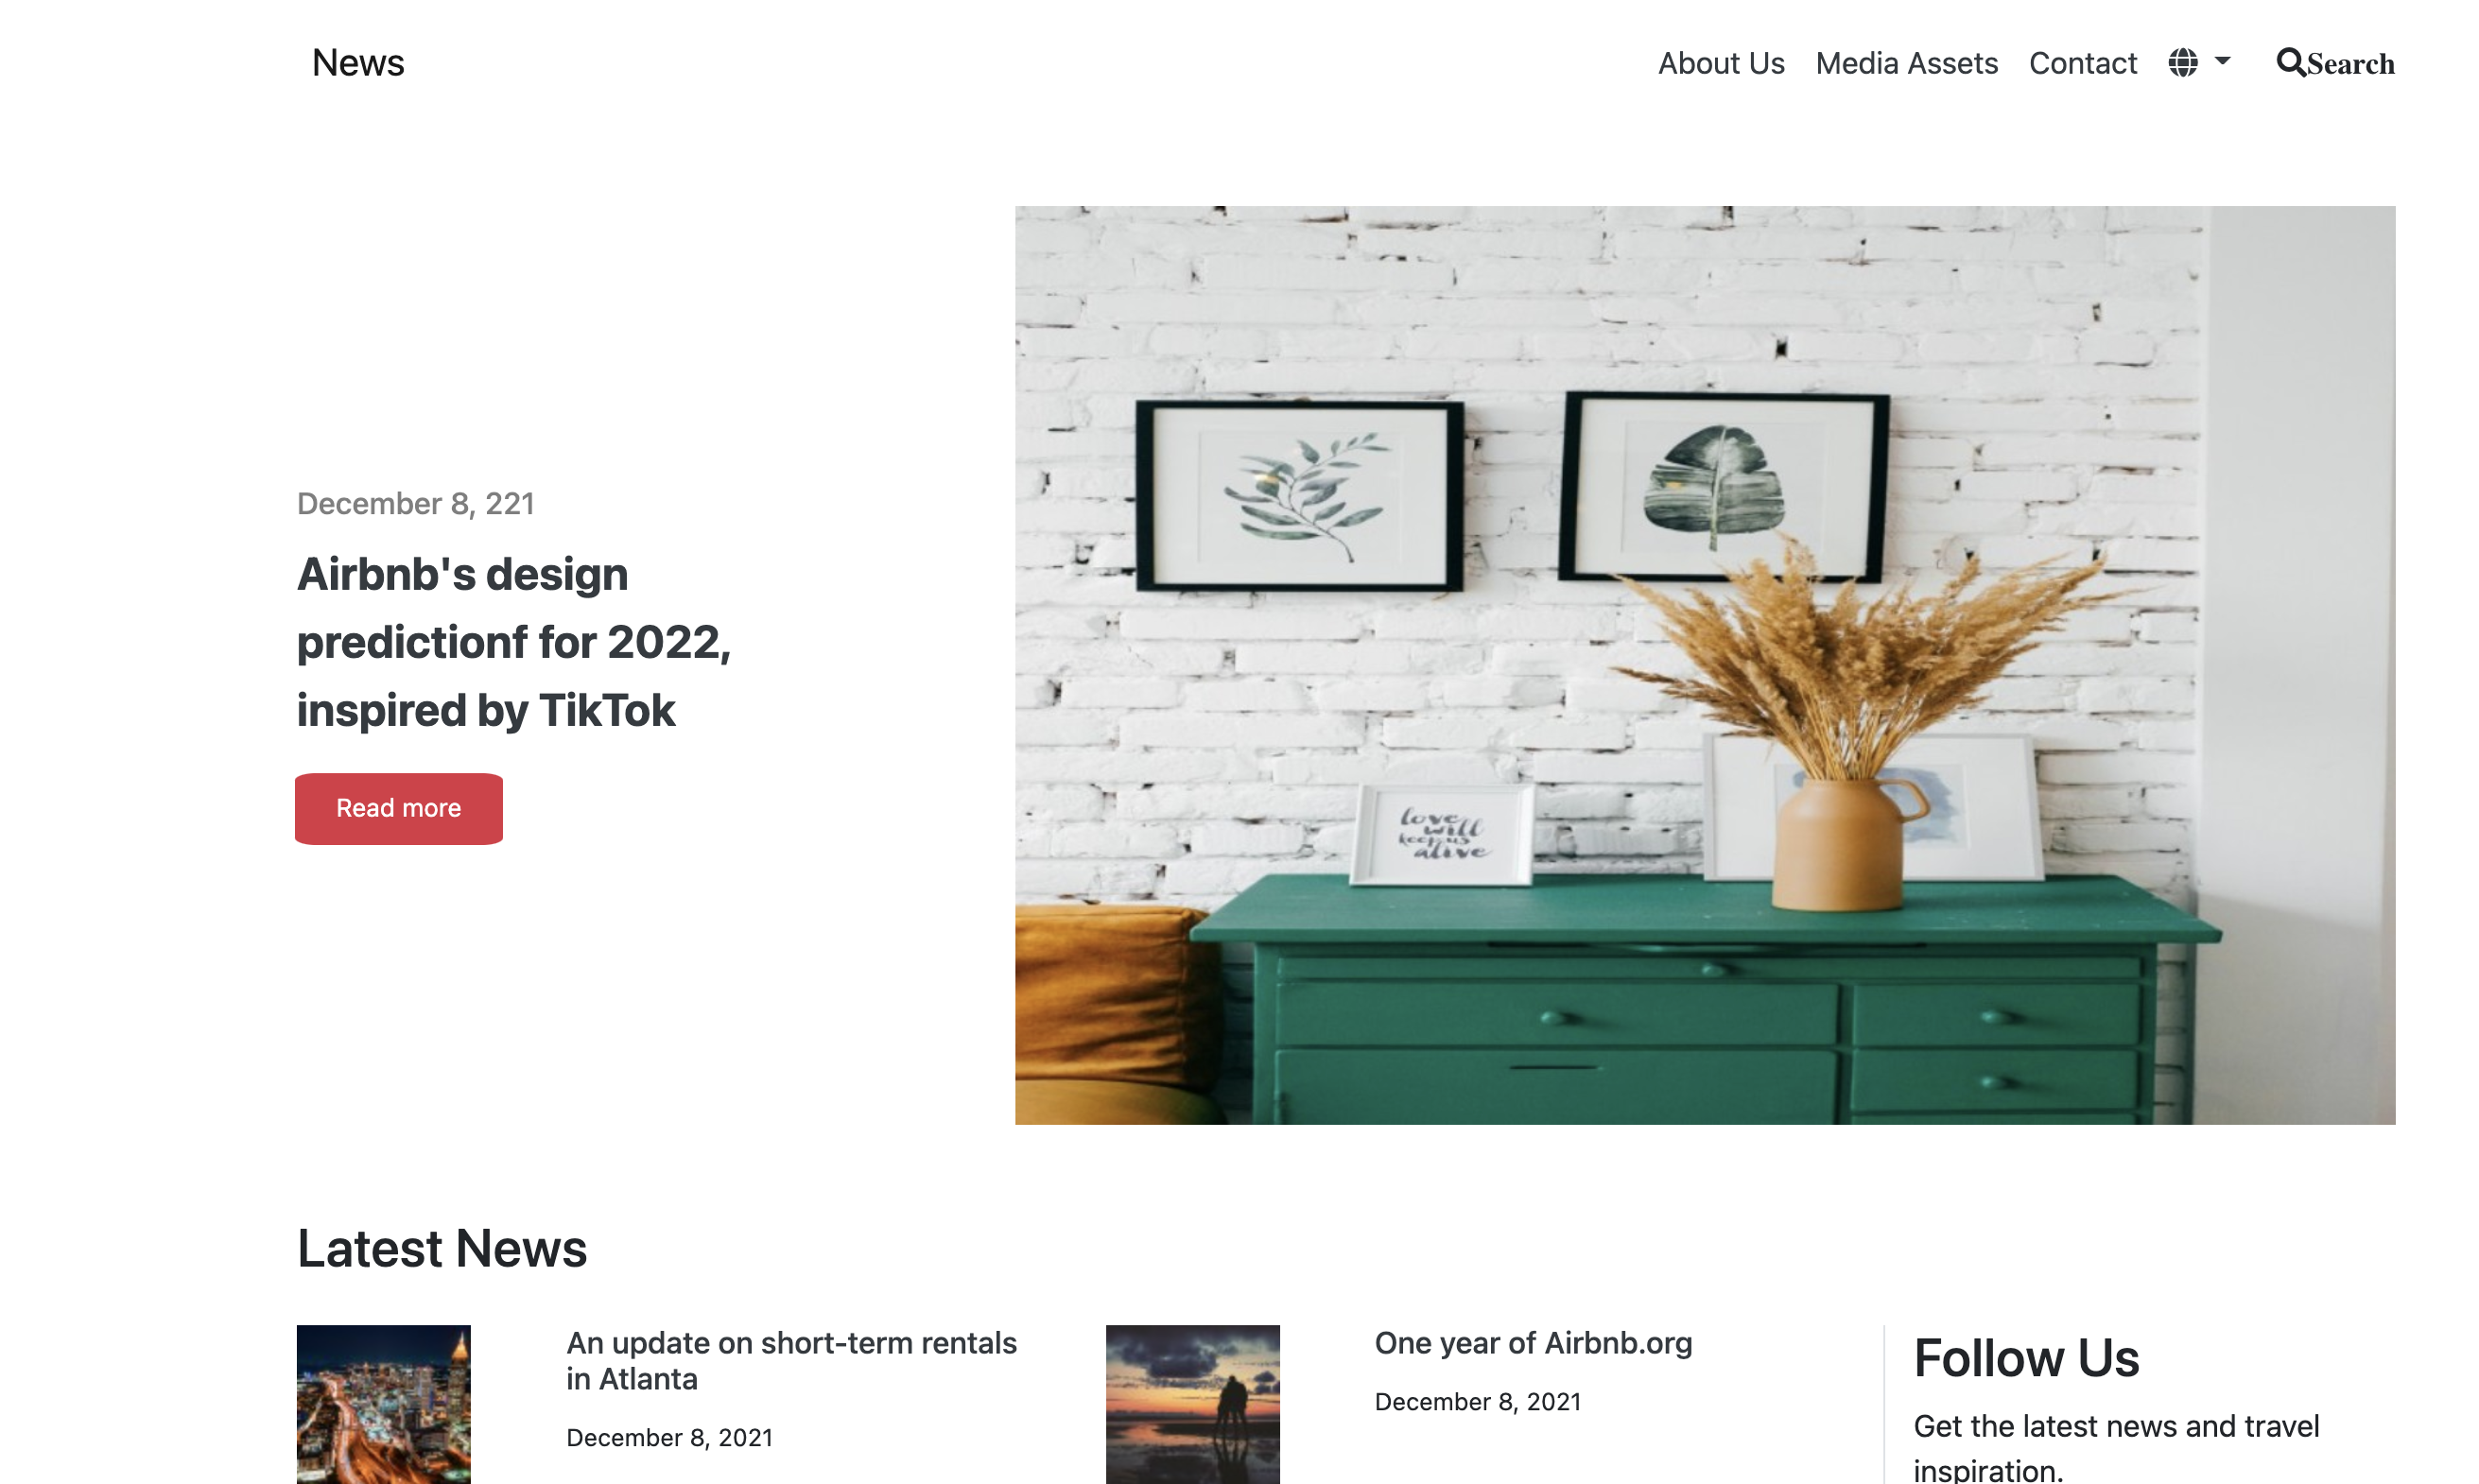 News
About Us
Media Assets
Contact
Search
December 8, 221
Airbnb's design
predictionf for 2022,
inspired by TikTok
Read more
love
will
keep us
alive
Latest News
An update on short-term rentals
in Atlanta
December 8, 2021
One year of Airbnb.org
December 8, 2021
Follow Us
Get the latest news and travel
inspiration.